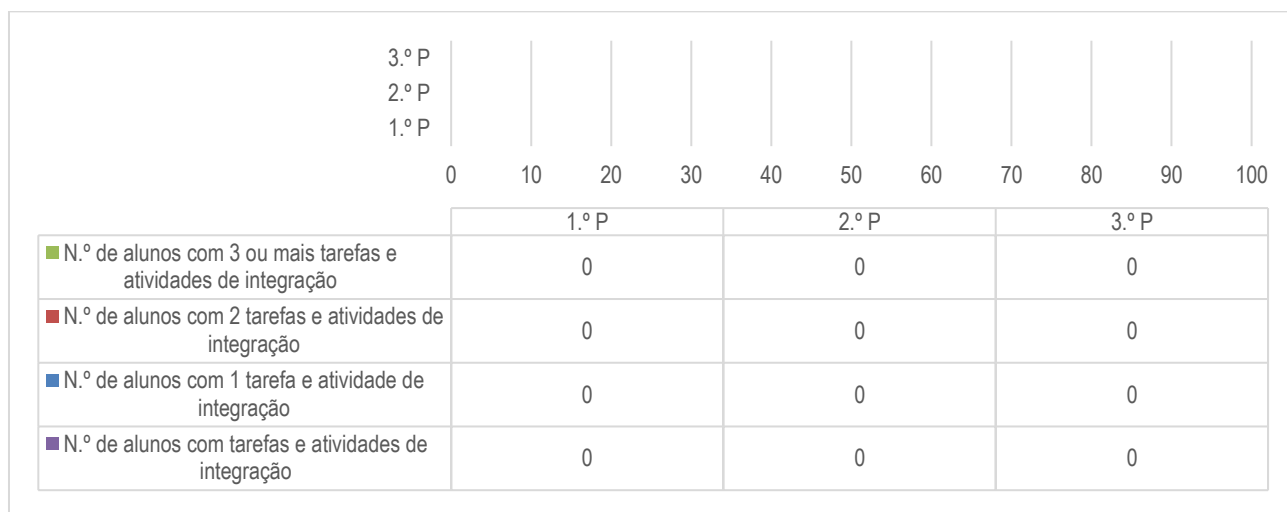 3.º P
2.º P
1.º P
0 10 20 30 40 50 60 70 80 90 100
1.º P 2.º P 3.º P
N.º de alunos com 3 ou mais tarefas e
atividades de integração
0 0 0
N.º de alunos com 2 tarefas e atividades de
integração
0 0 0
N.º de alunos com 1 tarefa e atividade de
integração
0 0 0
N.º de alunos com tarefas e atividades de
integração
0 0 0